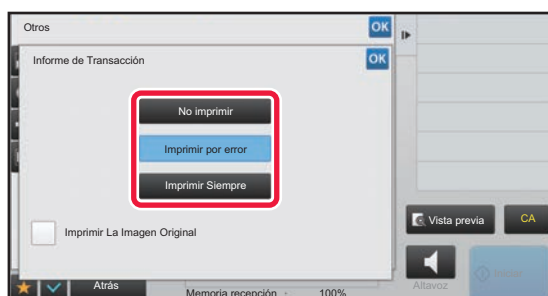 Otros
OK
Informe de Transacción
OK
No imprimir
Imprimir por error
Imprimir Siempre
Imprimir La Imagen Original
Vista previa
CA
Atrás
Memoria recepción : 100%
Altavoz
Iniciar